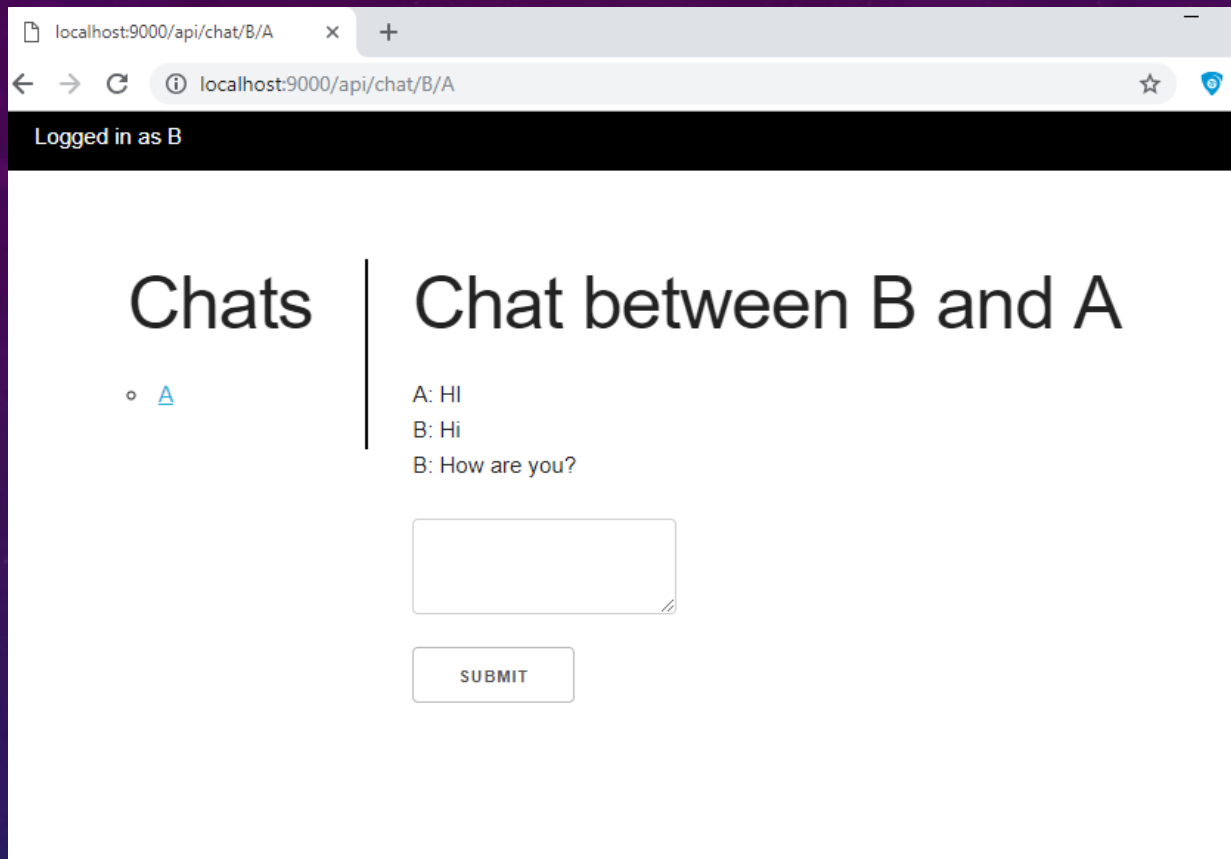 localhost:9000/api/chat/B/A
localhost:9000/api/chat/B/A
Logged in as B
Chats
A
Chat between B and A
A: HI
B: Hi
B: How are you?
SUBMIT